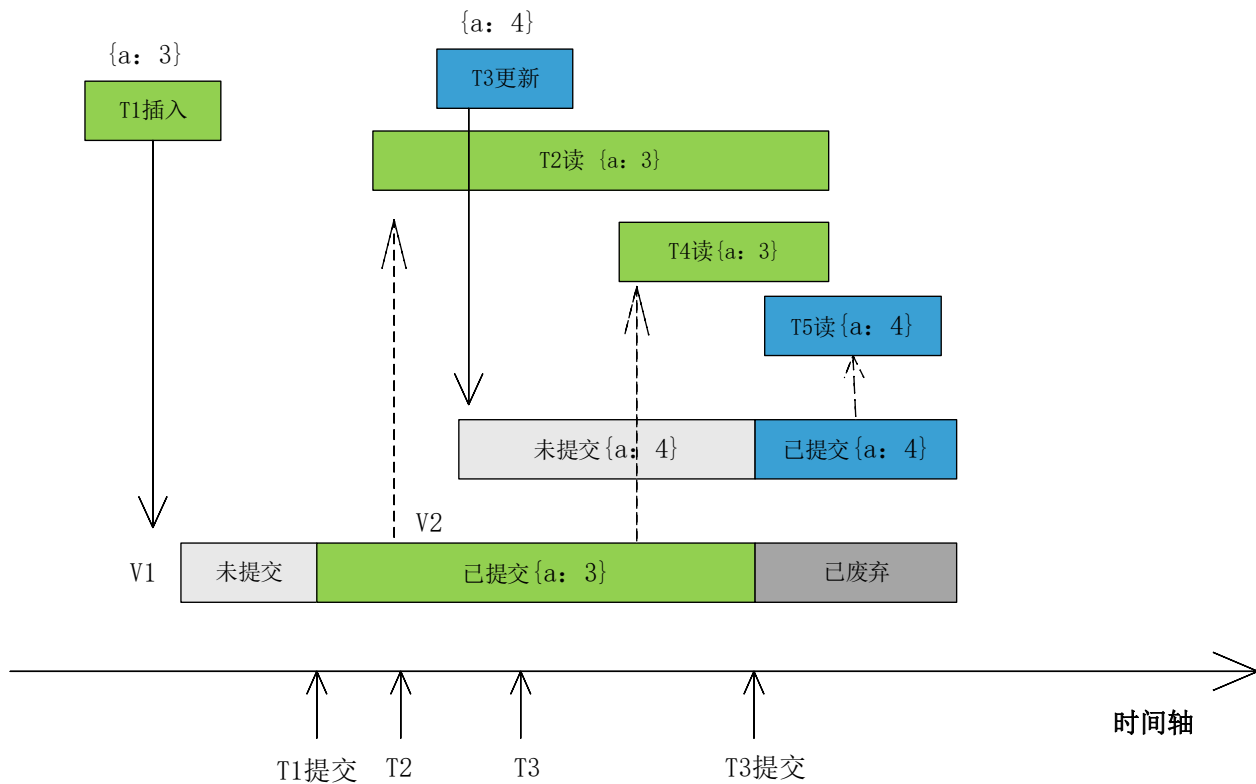 {a: 4}
{a: 3}
T3更新
T1插入
T2读 {a: 3}
T4读{a: 3}
T5读{a: 4}
未提交{a: 4}
已提交{a: 4}
V2
V1
未提交
已提交{a: 3}
已废弃
时间轴
T1提交
T2
T3
T3提交